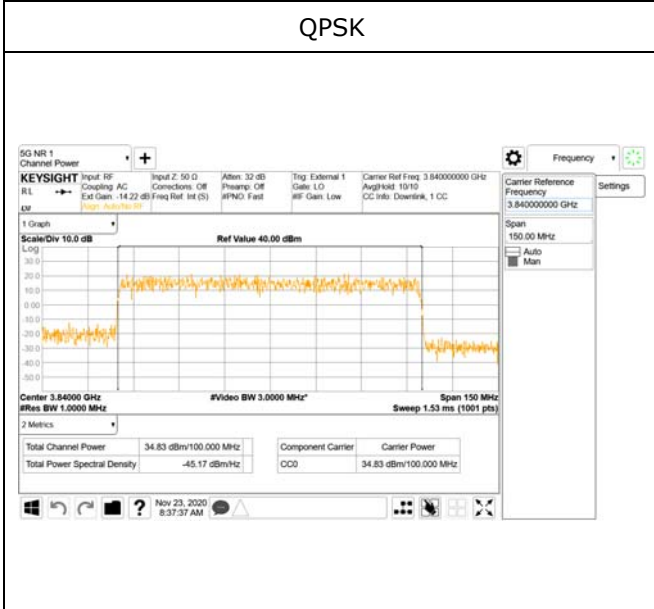 QPSK
5G NR 1
Channel Power
+
Frequency
KEYSIGHT
RL
Input: RF
Coupling: AC
Ext Gain: -14.22 dB
Align: Auto/No RF
Input Z: 50 Ω
Corrections: Off
Freq Ref: Int (S)
Atten: 32 dB
Preamp: Off
#PNO: Fast
Trig: External 1
Gate: LO
#IF Gain: Low
Carrier Ref Freq: 3.840000000 GHz
Avg|Hold: 10/10
CC Info: Downlink, 1 CC
Carrier Reference
Frequency
3.840000000 GHz
Settings
Span
150.00 MHz
Auto
Man
1 Graph
Scale/Div 10.0 dB
Ref Value 40.00 dBm
Log
30.0
20.0
10.0
0.00
-10.0
-20.0
-30.0
-40.0
-50.0
Center 3.84000 GHz
#Video BW 3.0000 MHz*
Span 150 MHz
#Res BW 1.0000 MHz
Sweep 1.53 ms (1001 pts)
2 Metrics
Total Channel Power 34.83 dBm/100.000 MHz
Total Power Spectral Density -45.17 dBm/Hz
Component Carrier Carrier Power
CC0 34.83 dBm/100.000 MHz
?
Nov 23, 2020
8:37:37 AM